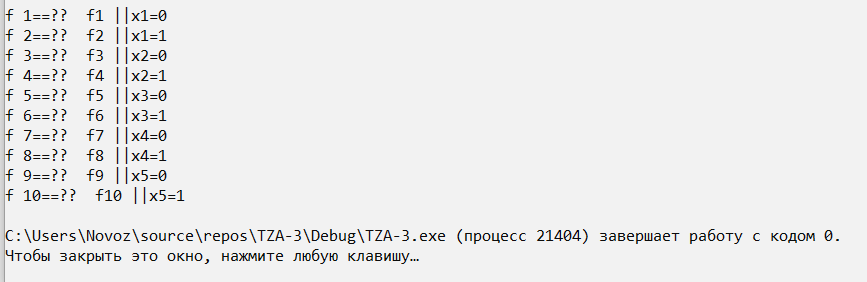 f 1==??  f1 ||x1=0
f 2==??  f2 ||x1=1
f 3==??  f3 ||x2=0
f 4==??  f4 ||x2=1
f 5==??  f5 ||x3=0
f 6==??  f6 ||x3=1
f 7==??  f7 ||x4=0
f 8==??  f8 ||x4=1
f 9==??  f9 ||x5=0
f 10==??  f10 ||x5=1
C:\Users\Novoz\source\repos\TZA-3\Debug\TZA-3.exe (процесс 21404) завершает работу с кодом 0.
Чтобы закрыть это окно, нажмите любую клавишу…